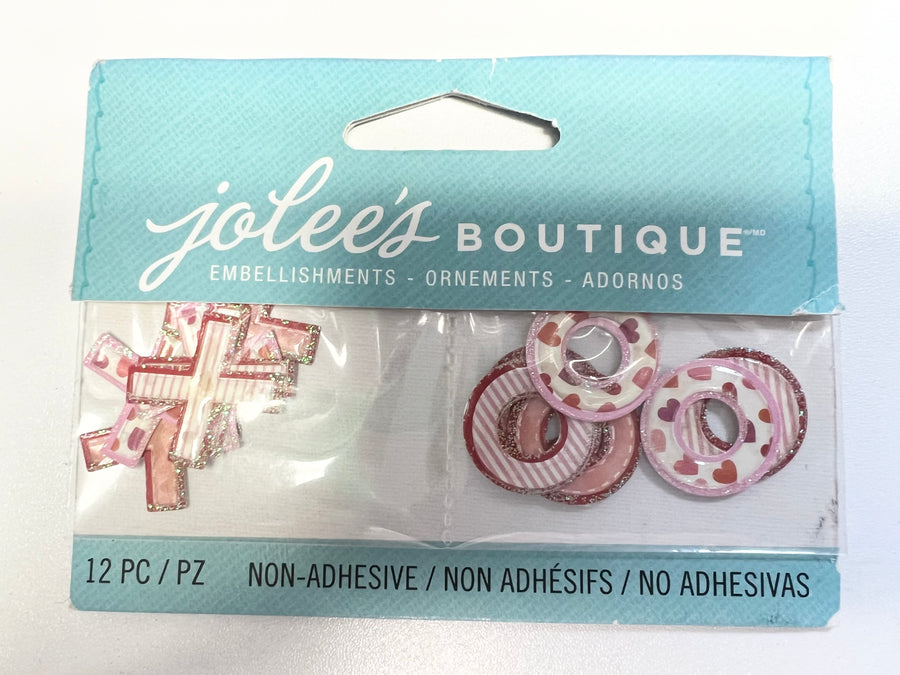 jolee's BOUTIQUE
EMBELLISHMENTS - ORNEMENTS - ADORNOS
12 PC / PZ NON-ADHESIVE / NON ADHÉSIFS / NO ADHESIVAS